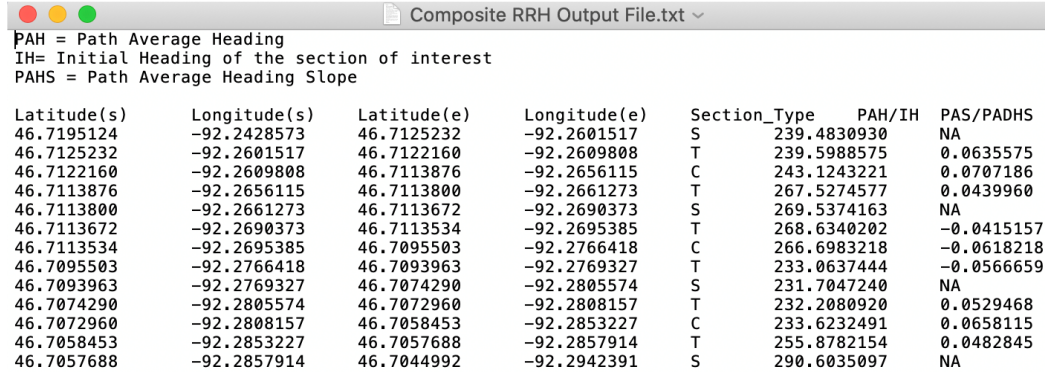 Composite RRH Output File.txt
PAH = Path Average Heading
IH= Initial Heading of the section of interest
PAHS = Path Average Heading Slope
Latitude(s) Longitude(s) Latitude(e) Longitude(e) Section_Type PAH/IH PAS/PADHS
46.7195124 -92.2428573 46.7125232 -92.2601517 S 239.4830930 NA
46.7125232 -92.2601517 46.7122160 -92.2609808 T 239.5988575 0.0635575
46.7122160 -92.2609808 46.7113876 -92.2656115 C 243.1243221 0.0707186
46.7113876 -92.2656115 46.7113800 -92.2661273 T 267.5274577 0.0439960
46.7113800 -92.2661273 46.7113672 -92.2690373 S 269.5374163 NA
46.7113672 -92.2690373 46.7113534 -92.2695385 T 268.6340202 -0.0415157
46.7113534 -92.2695385 46.7095503 -92.2766418 C 266.6983218 -0.0618218
46.7095503 -92.2766418 46.7093963 -92.2769327 T 233.0637444 -0.0566659
46.7093963 -92.2769327 46.7074290 -92.2805574 S 231.7047240 NA
46.7074290 -92.2805574 46.7072960 -92.2808157 T 232.2080920 0.0529468
46.7072960 -92.2808157 46.7058453 -92.2853227 C 233.6232491 0.0658115
46.7058453 -92.2853227 46.7057688 -92.2857914 T 255.8782154 0.0482845
46.7057688 -92.2857914 46.7044992 -92.2942391 S 290.6035097 NA